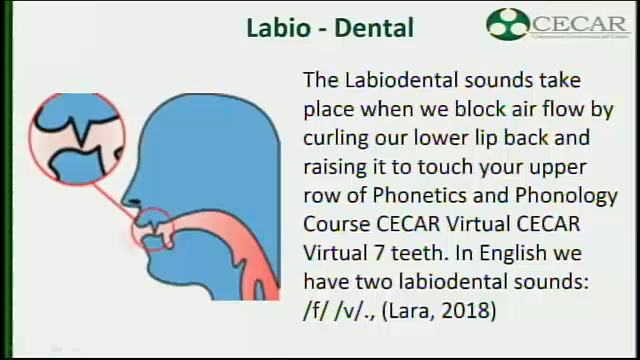 Labio - Dental
CECAR
The Labiodental sounds take
place when we block air flow by
curling our lower lip back and
raising it to touch your upper
row of Phonetics and Phonology
Course CECAR Virtual CECAR
Virtual 7 teeth. In English we
have two labiodental sounds:
/f/ /v/., (Lara, 2018)